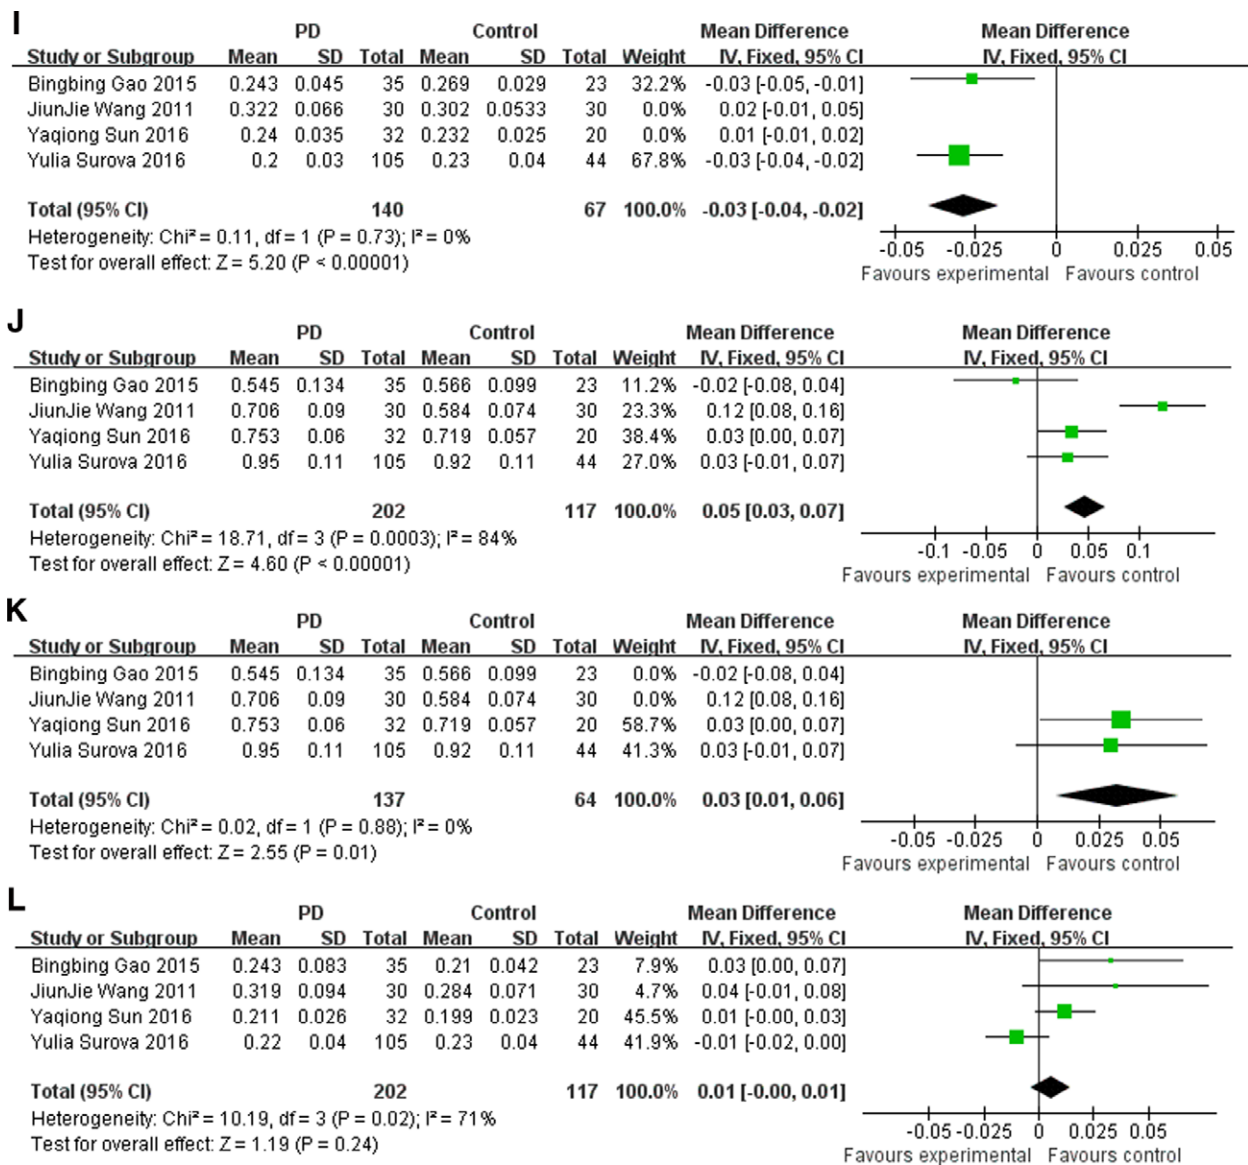 I
PD Control Mean Difference Mean Difference
Study or Subgroup Mean SD Total Mean SD Total Weight IV, Fixed, 95% CI IV, Fixed, 95% CI
Bingbing Gao 2015 0.243 0.045 35 0.269 0.029 23 32.2% -0.03 [-0.05, -0.01]
JiunJie Wang 2011 0.322 0.066 30 0.302 0.0533 30 0.0% 0.02 [-0.01, 0.05]
Yaqiong Sun 2016 0.24 0.035 32 0.232 0.025 20 0.0% 0.01 [-0.01, 0.02]
Yulia Surova 2016 0.2 0.03 105 0.23 0.04 44 67.8% -0.03 [-0.04, -0.02]
Total (95% CI) 140 67 100.0% -0.03 [-0.04, -0.02]
Heterogeneity: Chi² = 0.11, df = 1 (P = 0.73); I² = 0%
Test for overall effect: Z = 5.20 (P < 0.00001)
-0.05 -0.025 0 0.025 0.05
Favours experimental Favours control
J
PD Control Mean Difference Mean Difference
Study or Subgroup Mean SD Total Mean SD Total Weight IV, Fixed, 95% CI IV, Fixed, 95% CI
Bingbing Gao 2015 0.545 0.134 35 0.566 0.099 23 11.2% -0.02 [-0.08, 0.04]
JiunJie Wang 2011 0.706 0.09 30 0.584 0.074 30 23.3% 0.12 [0.08, 0.16]
Yaqiong Sun 2016 0.753 0.06 32 0.719 0.057 20 38.4% 0.03 [0.00, 0.07]
Yulia Surova 2016 0.95 0.11 105 0.92 0.11 44 27.0% 0.03 [-0.01, 0.07]
Total (95% CI) 202 117 100.0% 0.05 [0.03, 0.07]
Heterogeneity: Chi² = 18.71, df = 3 (P = 0.0003); I² = 84%
Test for overall effect: Z = 4.60 (P < 0.00001)
-0.1 -0.05 0 0.05 0.1
Favours experimental Favours control
K
PD Control Mean Difference Mean Difference
Study or Subgroup Mean SD Total Mean SD Total Weight IV, Fixed, 95% CI IV, Fixed, 95% CI
Bingbing Gao 2015 0.545 0.134 35 0.566 0.099 23 0.0% -0.02 [-0.08, 0.04]
JiunJie Wang 2011 0.706 0.09 30 0.584 0.074 30 0.0% 0.12 [0.08, 0.16]
Yaqiong Sun 2016 0.753 0.06 32 0.719 0.057 20 58.7% 0.03 [0.00, 0.07]
Yulia Surova 2016 0.95 0.11 105 0.92 0.11 44 41.3% 0.03 [-0.01, 0.07]
Total (95% CI) 137 64 100.0% 0.03 [0.01, 0.06]
Heterogeneity: Chi² = 0.02, df = 1 (P = 0.88); I² = 0%
Test for overall effect: Z = 2.55 (P = 0.01)
-0.05 -0.025 0 0.025 0.05
Favours experimental Favours control
L
PD Control Mean Difference Mean Difference
Study or Subgroup Mean SD Total Mean SD Total Weight IV, Fixed, 95% CI IV, Fixed, 95% CI
Bingbing Gao 2015 0.243 0.083 35 0.21 0.042 23 7.9% 0.03 [0.00, 0.07]
JiunJie Wang 2011 0.319 0.094 30 0.284 0.071 30 4.7% 0.04 [-0.01, 0.08]
Yaqiong Sun 2016 0.211 0.026 32 0.199 0.023 20 45.5% 0.01 [-0.00, 0.03]
Yulia Surova 2016 0.22 0.04 105 0.23 0.04 44 41.9% -0.01 [-0.02, 0.00]
Total (95% CI) 202 117 100.0% 0.01 [-0.00, 0.01]
Heterogeneity: Chi² = 10.19, df = 3 (P = 0.02); I² = 71%
Test for overall effect: Z = 1.19 (P = 0.24)
-0.05 -0.025 0 0.025 0.05
Favours experimental Favours control